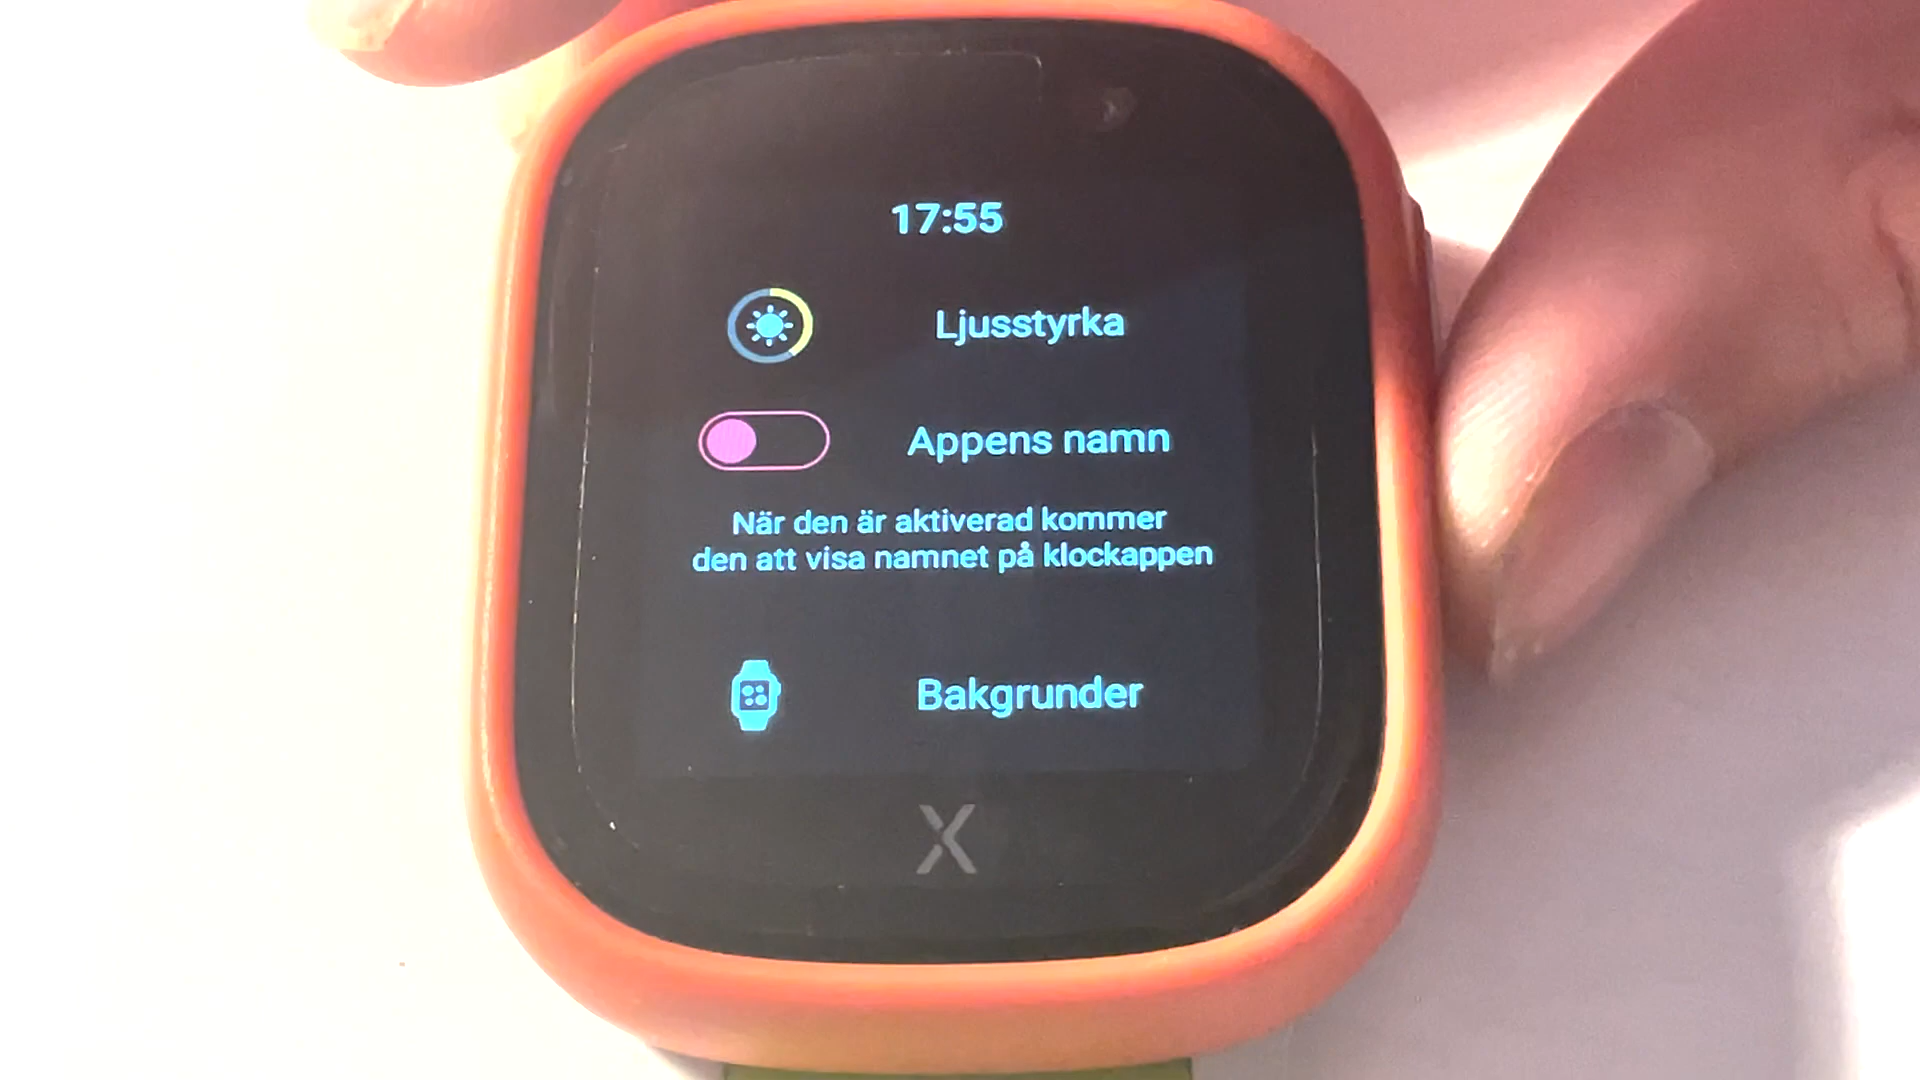 17:55
Ljusstyrka
Appens namn
När den är aktiverad kommer
den att visa namnet på klockappen
Bakgrunder
X